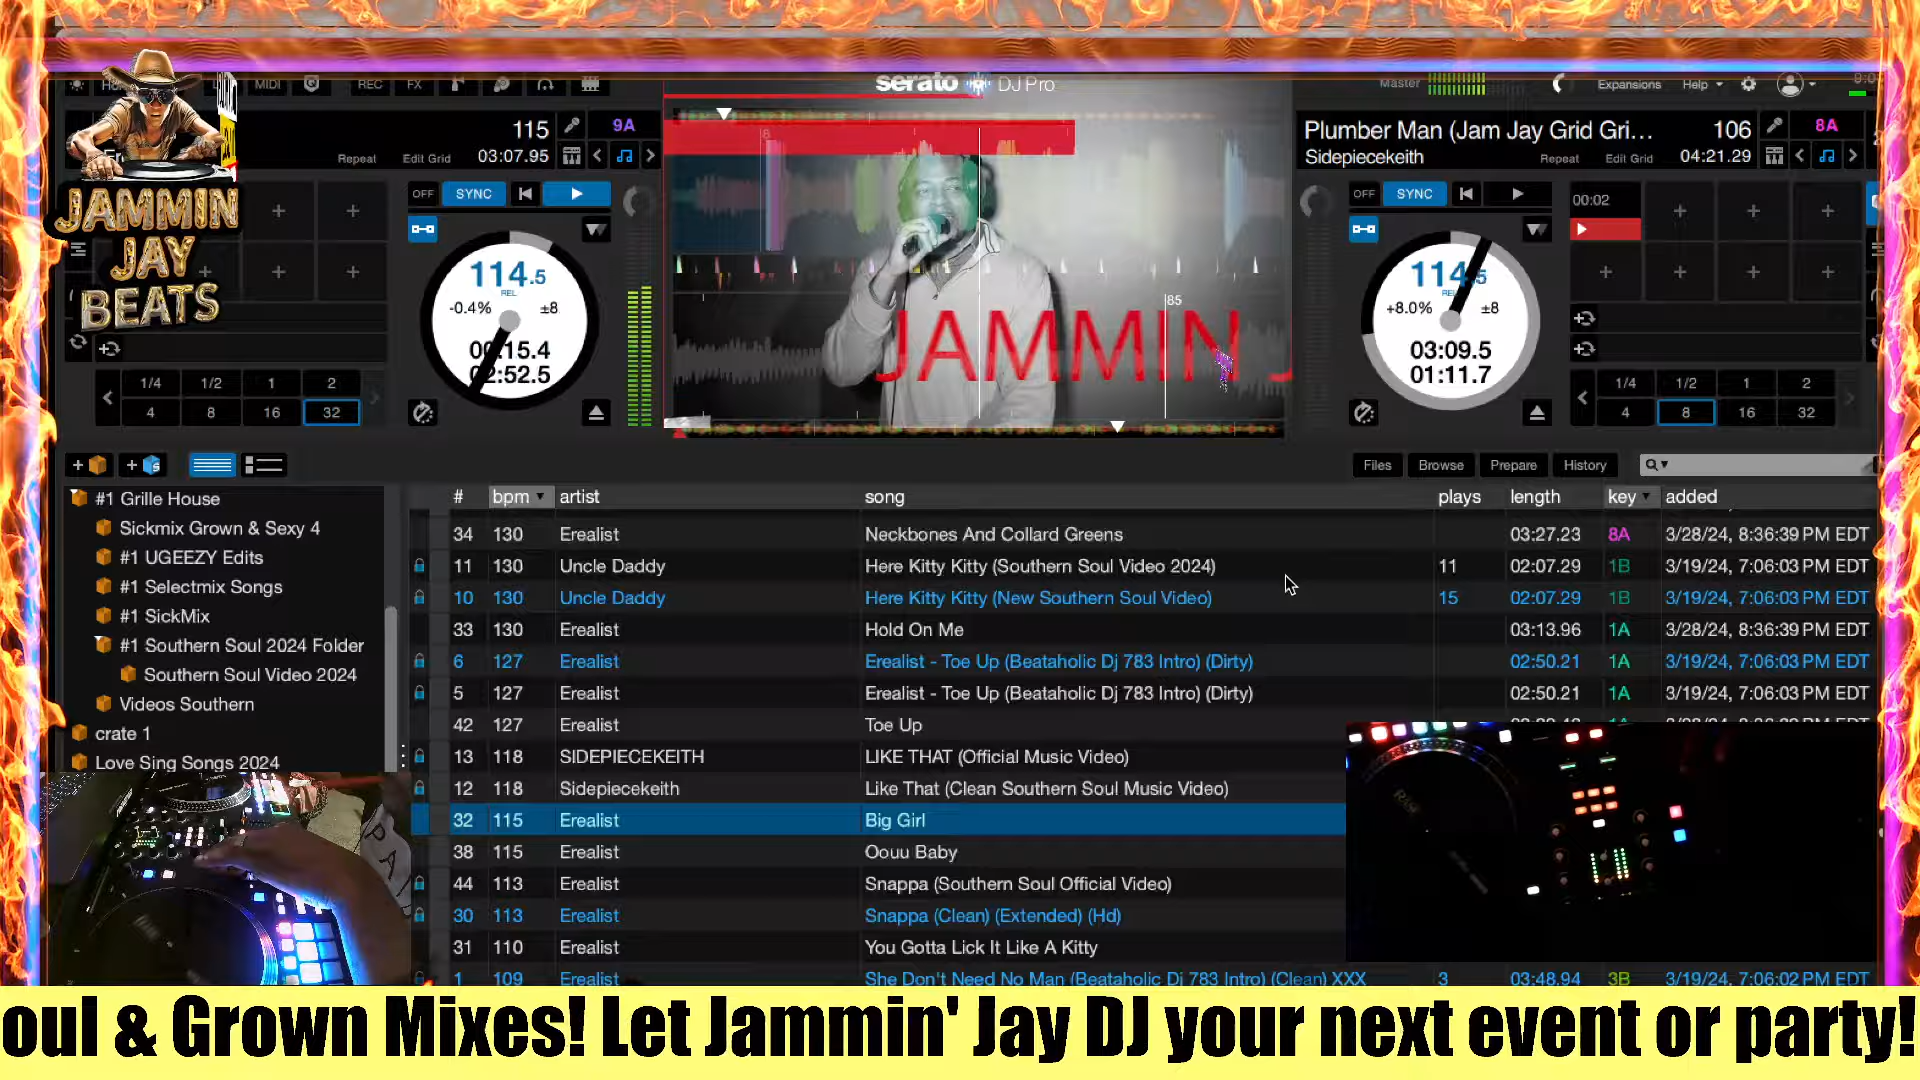 MIDI
REC
FX
serato DJ Pro
Master
Expansions
Help
115
9A
Repeat
Edit Grid
03:07.95
Plumber Man (Jam Jay Grid Gri...
106
8A
Sidepiecekeith
Repeat
Edit Grid
04:21.29
JAMMIN
JAY
BEATS
OFF
SYNC
114.5
REL
-0.4%
±8
00:15.4
02:52.5
1/4
1/2
1
2
4
8
16
32
8
85
JAMMIN
OFF
SYNC
114.5
REL
+8.0%
±8
03:09.5
01:11.7
00:02
1/4
1/2
1
2
4
8
16
32
Files
Browse
Prepare
History
#1 Grille House
Sickmix Grown & Sexy 4
#1 UGEEZY Edits
#1 Selectmix Songs
#1 SickMix
#1 Southern Soul 2024 Folder
Southern Soul Video 2024
Videos Southern
crate 1
Love Sing Songs 2024
# bpm artist song plays length key added
34 130 Erealist Neckbones And Collard Greens 03:27.23 8A 3/28/24, 8:36:39 PM EDT
11 130 Uncle Daddy Here Kitty Kitty (Southern Soul Video 2024) 11 02:07.29 1B 3/19/24, 7:06:03 PM EDT
10 130 Uncle Daddy Here Kitty Kitty (New Southern Soul Video) 15 02:07.29 1B 3/19/24, 7:06:03 PM EDT
33 130 Erealist Hold On Me 03:13.96 1A 3/28/24, 8:36:39 PM EDT
6 127 Erealist Erealist - Toe Up (Beataholic Dj 783 Intro) (Dirty) 02:50.21 1A 3/19/24, 7:06:03 PM EDT
5 127 Erealist Erealist - Toe Up (Beataholic Dj 783 Intro) (Dirty) 02:50.21 1A 3/19/24, 7:06:03 PM EDT
42 127 Erealist Toe Up
13 118 SIDEPIECEKEITH LIKE THAT (Official Music Video)
12 118 Sidepiecekeith Like That (Clean Southern Soul Music Video)
32 115 Erealist Big Girl
38 115 Erealist Oouu Baby
44 113 Erealist Snappa (Southern Soul Official Video)
30 113 Erealist Snappa (Clean) (Extended) (Hd)
31 110 Erealist You Gotta Lick It Like A Kitty
1 109 Erealist She Don't Need No Man (Beataholic Dj 783 Intro) (Clean) XXX 3 03:48.94 3B 3/19/24, 7:06:02 PM EDT
oul & Grown Mixes! Let Jammin' Jay DJ your next event or party!